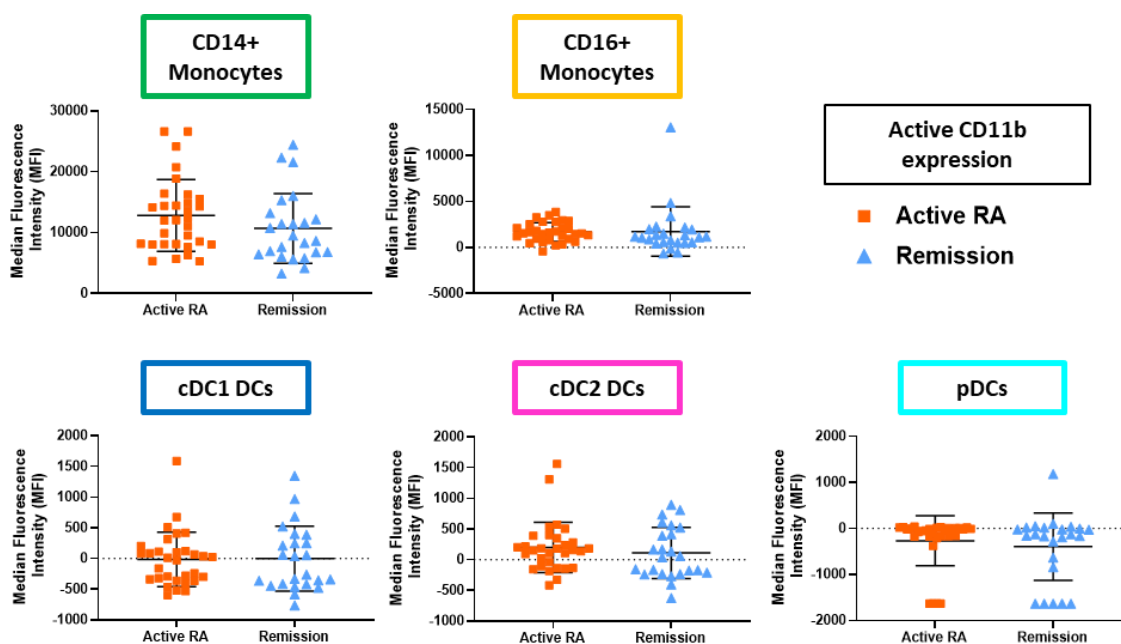 CD14+
Monocytes
CD16+
Monocytes
Active CD11b
expression
Active RA
Remission
Median Fluorescence
Intensity (MFI)
30000
20000
10000
0
Active RA
Remission
Median Fluorescence
Intensity (MFI)
15000
10000
5000
0
-5000
Active RA
Remission
cDC1 DCs
cDC2 DCs
pDCs
Median Fluorescence
Intensity (MFI)
2000
1500
1000
500
0
-500
-1000
Active RA
Remission
Median Fluorescence
Intensity (MFI)
2000
1500
1000
500
0
-500
-1000
Active RA
Remission
Median Fluorescence
Intensity (MFI)
2000
1000
0
-1000
-2000
Active RA
Remission